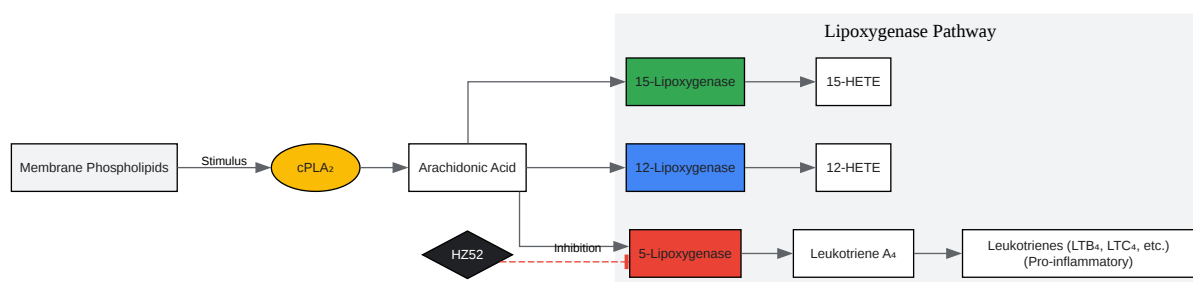 Lipoxygenase Pathway
15-Lipoxygenase
15-HETE
Membrane Phospholipids
Stimulus
cPLA₂
Arachidonic Acid
12-Lipoxygenase
12-HETE
HZ52
Inhibition
5-Lipoxygenase
Leukotriene A₄
Leukotrienes (LTB₄, LTC₄, etc.)
(Pro-inflammatory)